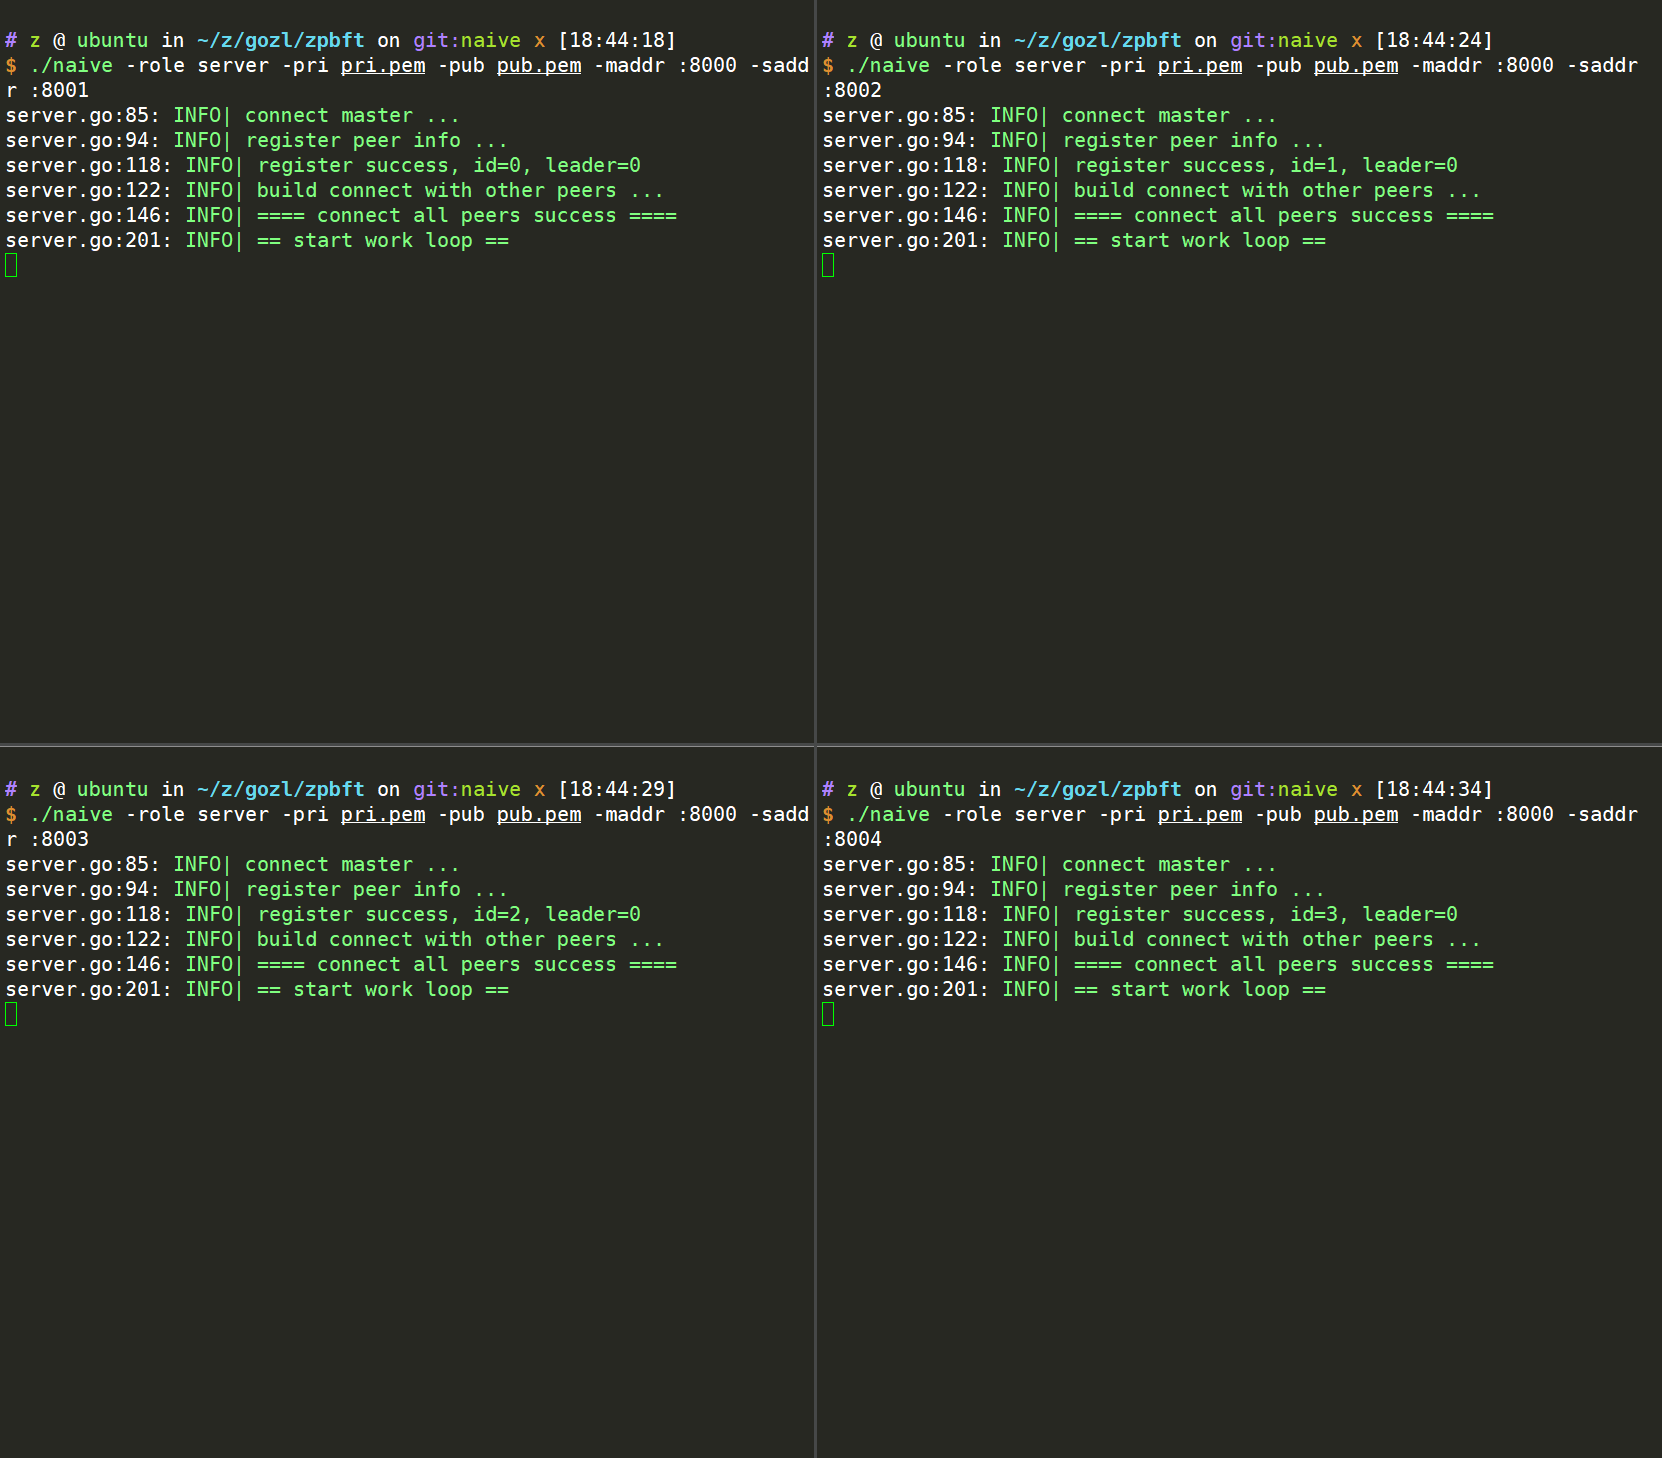 # z @ ubuntu in ~/z/gozl/zpbft on git:naive x [18:44:18]
$ ./naive -role server -pri pri.pem -pub pub.pem -maddr :8000 -sadd
r :8001
server.go:85: INFO| connect master ...
server.go:94: INFO| register peer info ...
server.go:118: INFO| register success, id=0, leader=0
server.go:122: INFO| build connect with other peers ...
server.go:146: INFO| ==== connect all peers success ====
server.go:201: INFO| == start work loop ==
# z @ ubuntu in ~/z/gozl/zpbft on git:naive x [18:44:24]
$ ./naive -role server -pri pri.pem -pub pub.pem -maddr :8000 -saddr
:8002
server.go:85: INFO| connect master ...
server.go:94: INFO| register peer info ...
server.go:118: INFO| register success, id=1, leader=0
server.go:122: INFO| build connect with other peers ...
server.go:146: INFO| ==== connect all peers success ====
server.go:201: INFO| == start work loop ==
# z @ ubuntu in ~/z/gozl/zpbft on git:naive x [18:44:29]
$ ./naive -role server -pri pri.pem -pub pub.pem -maddr :8000 -sadd
r :8003
server.go:85: INFO| connect master ...
server.go:94: INFO| register peer info ...
server.go:118: INFO| register success, id=2, leader=0
server.go:122: INFO| build connect with other peers ...
server.go:146: INFO| ==== connect all peers success ====
server.go:201: INFO| == start work loop ==
# z @ ubuntu in ~/z/gozl/zpbft on git:naive x [18:44:34]
$ ./naive -role server -pri pri.pem -pub pub.pem -maddr :8000 -saddr
:8004
server.go:85: INFO| connect master ...
server.go:94: INFO| register peer info ...
server.go:118: INFO| register success, id=3, leader=0
server.go:122: INFO| build connect with other peers ...
server.go:146: INFO| ==== connect all peers success ====
server.go:201: INFO| == start work loop ==